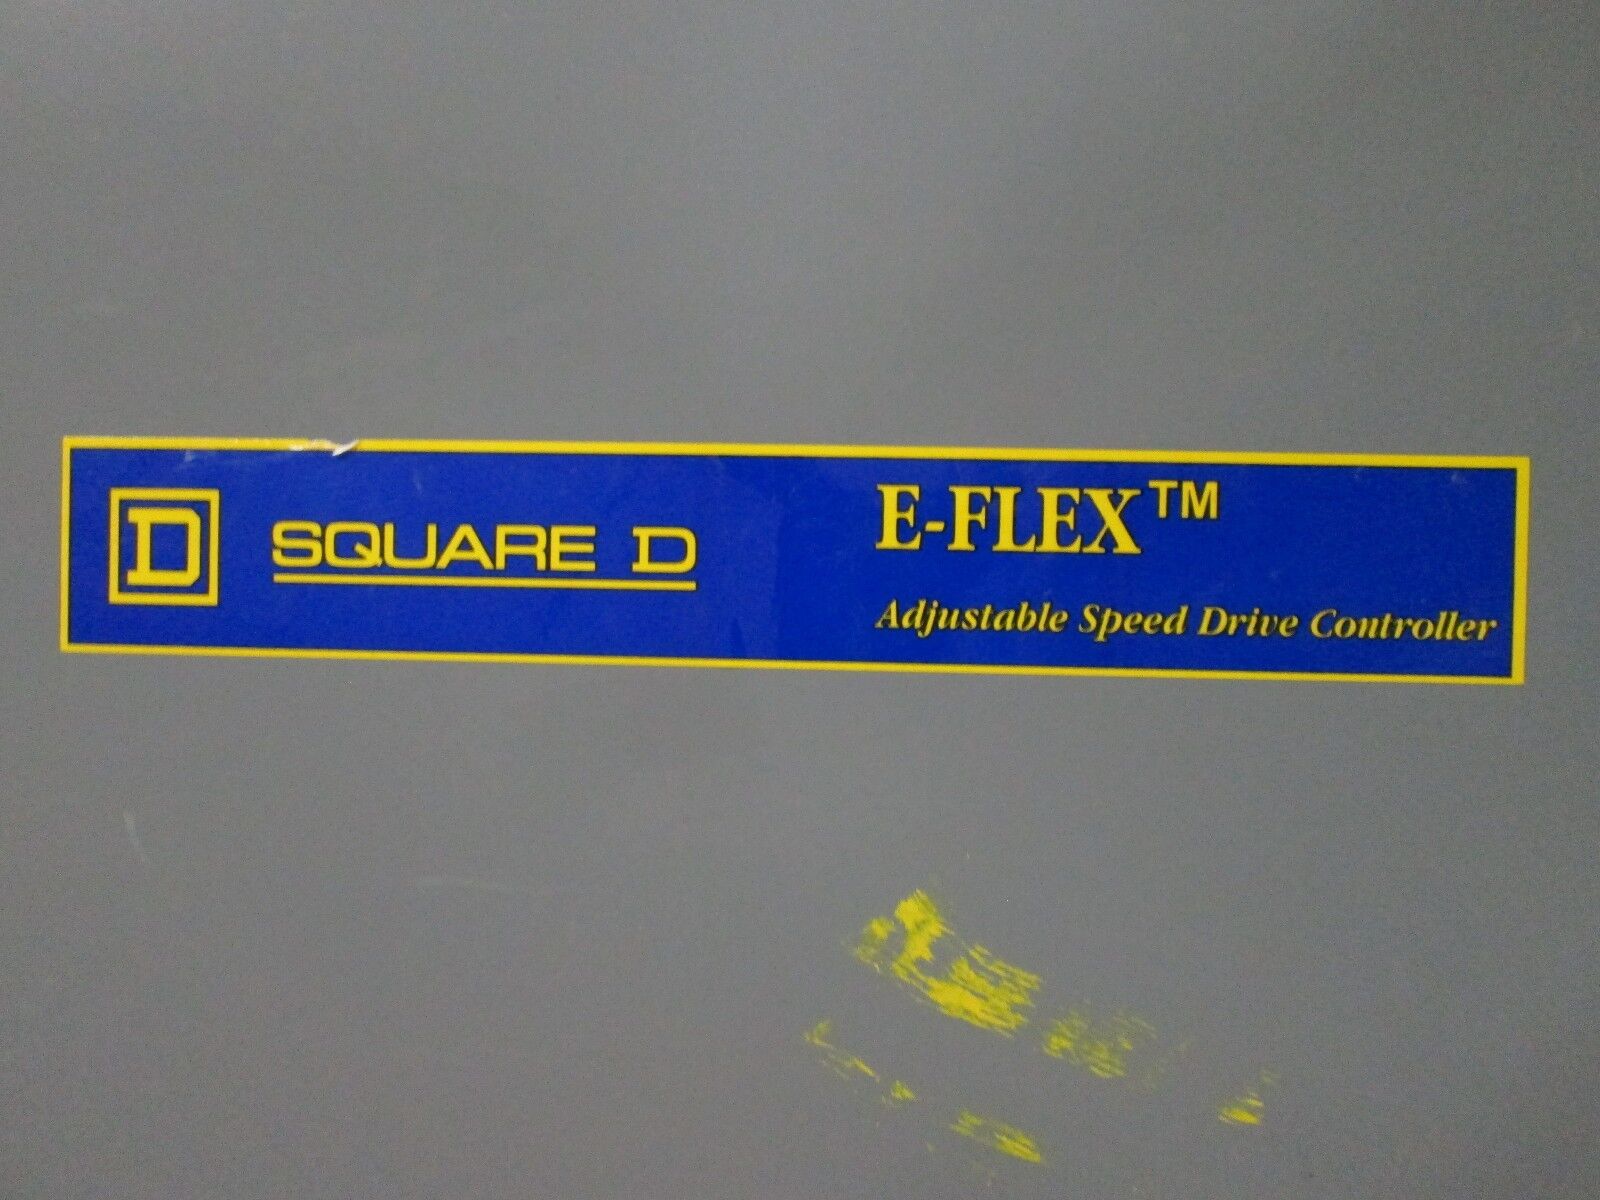 D SQUARE D
E-FLEX™
Adjustable Speed Drive Controller